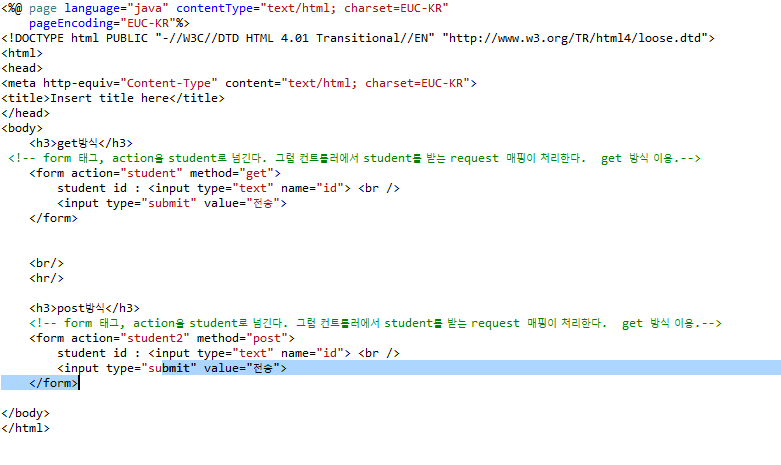 <%@ page language="java" contentType="text/html; charset=EUC-KR"
    pageEncoding="EUC-KR"%>
<!DOCTYPE html PUBLIC "-//W3C//DTD HTML 4.01 Transitional//EN" "http://www.w3.org/TR/html4/loose.dtd">
<html>
<head>
<meta http-equiv="Content-Type" content="text/html; charset=EUC-KR">
<title>Insert title here</title>
</head>
<body>
    <h3>get방식</h3>
 <!-- form 태그, action을 student로 넘긴다. 그럼 컨트롤러에서 student를 받는 request 매핑이 처리한다.  get 방식 이용.-->
    <form action="student" method="get">
        student id : <input type="text" name="id"> <br />
        <input type="submit" value="전송">
    </form>
    <br/>
    <hr/>
    <h3>post방식</h3>
    <!-- form 태그, action을 student로 넘긴다. 그럼 컨트롤러에서 student를 받는 request 매핑이 처리한다.  get 방식 이용.-->
    <form action="student2" method="post">
        student id : <input type="text" name="id"> <br />
        <input type="submit" value="전송">
    </form>
</body>
</html>